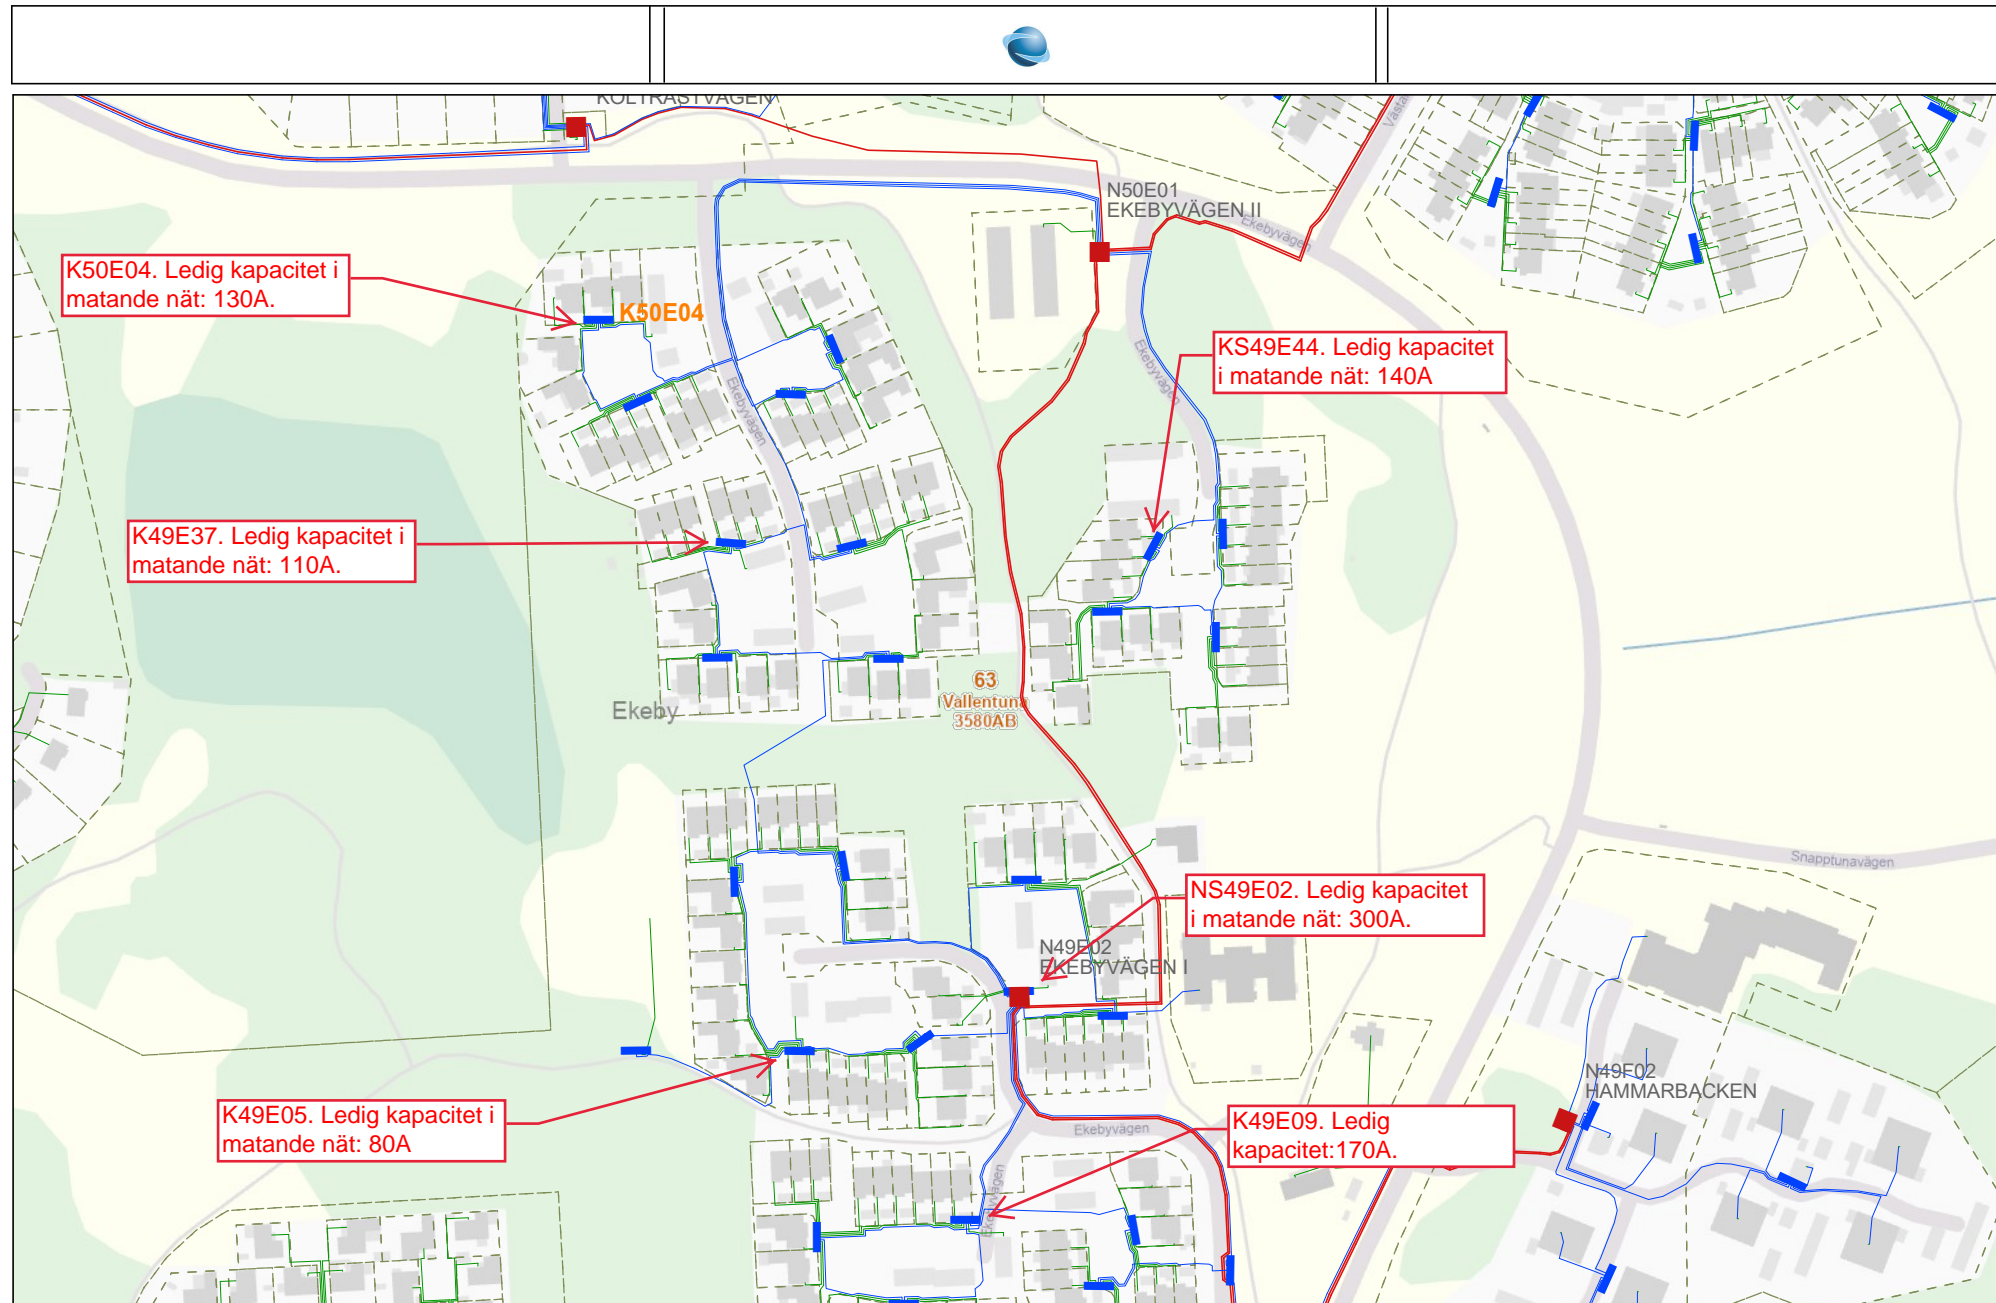 KOLTRASTVÄGEN
Västa
N50E01
EKEBYVÄGEN II
Ekebyvägen
K50E04. Ledig kapacitet i
matande nät: 130A.
K50E04
KS49E44. Ledig kapacitet
i matande nät: 140A
Ekebyvägen
Ekebyvägen
K49E37. Ledig kapacitet i
matande nät: 110A.
63
Vallentuna
3580AB
Ekeby
Snapptunavägen
NS49E02. Ledig kapacitet
i matande nät: 300A.
N49E02
EKEBYVÄGEN I
N49F02
HAMMARBACKEN
K49E05. Ledig kapacitet i
matande nät: 80A
K49E09. Ledig
kapacitet:170A.
Ekebyvägen
Ekebyvägen